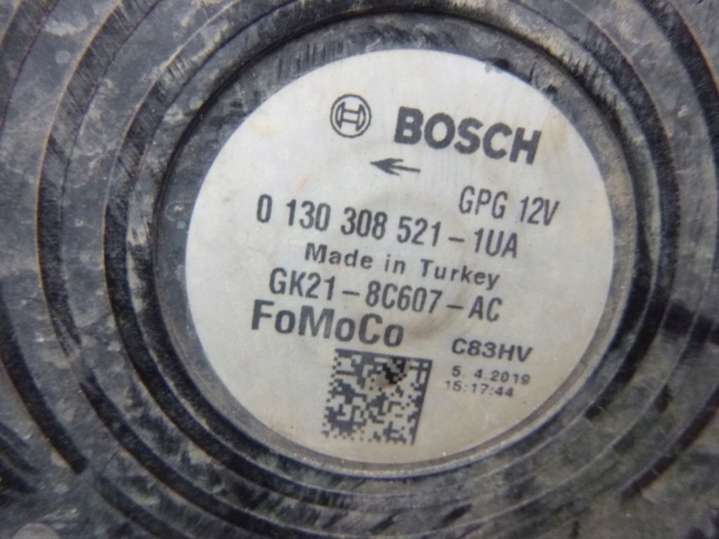 BOSCH
GPG 12V
0 130 308 521-1UA
Made in Turkey
GK21-8C607-AC
FoMoCo
C83HV
5. 4.2019
15:17:44